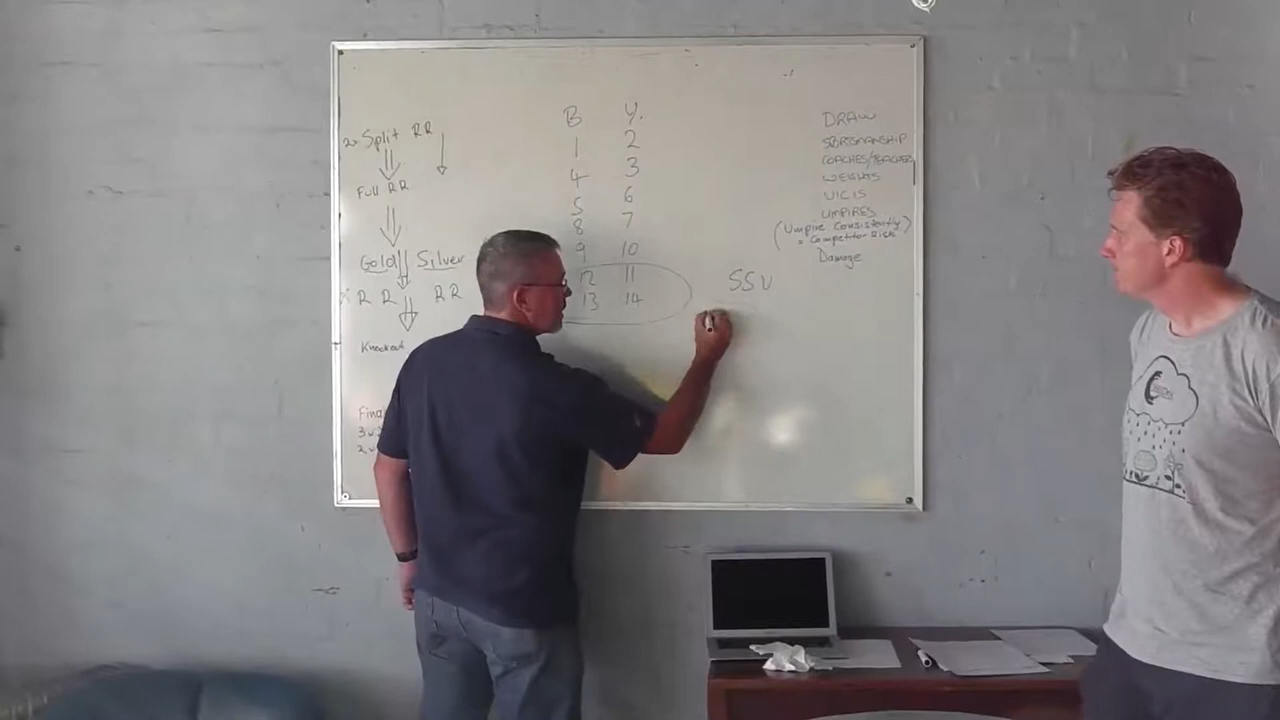 2x Split RR
Full RR
Gold Silver
RR RR
Knockout
B Y.
1 2
4 3
5 6
8 7
9 10
12 11
13 14
SSV
DRAW
SPORTSMANSHIP
COACHES/TEACHER
WEIGHTS
VIC IS
UMPIRES
(Umpire Consistently)
= Competitor Risk
Damage